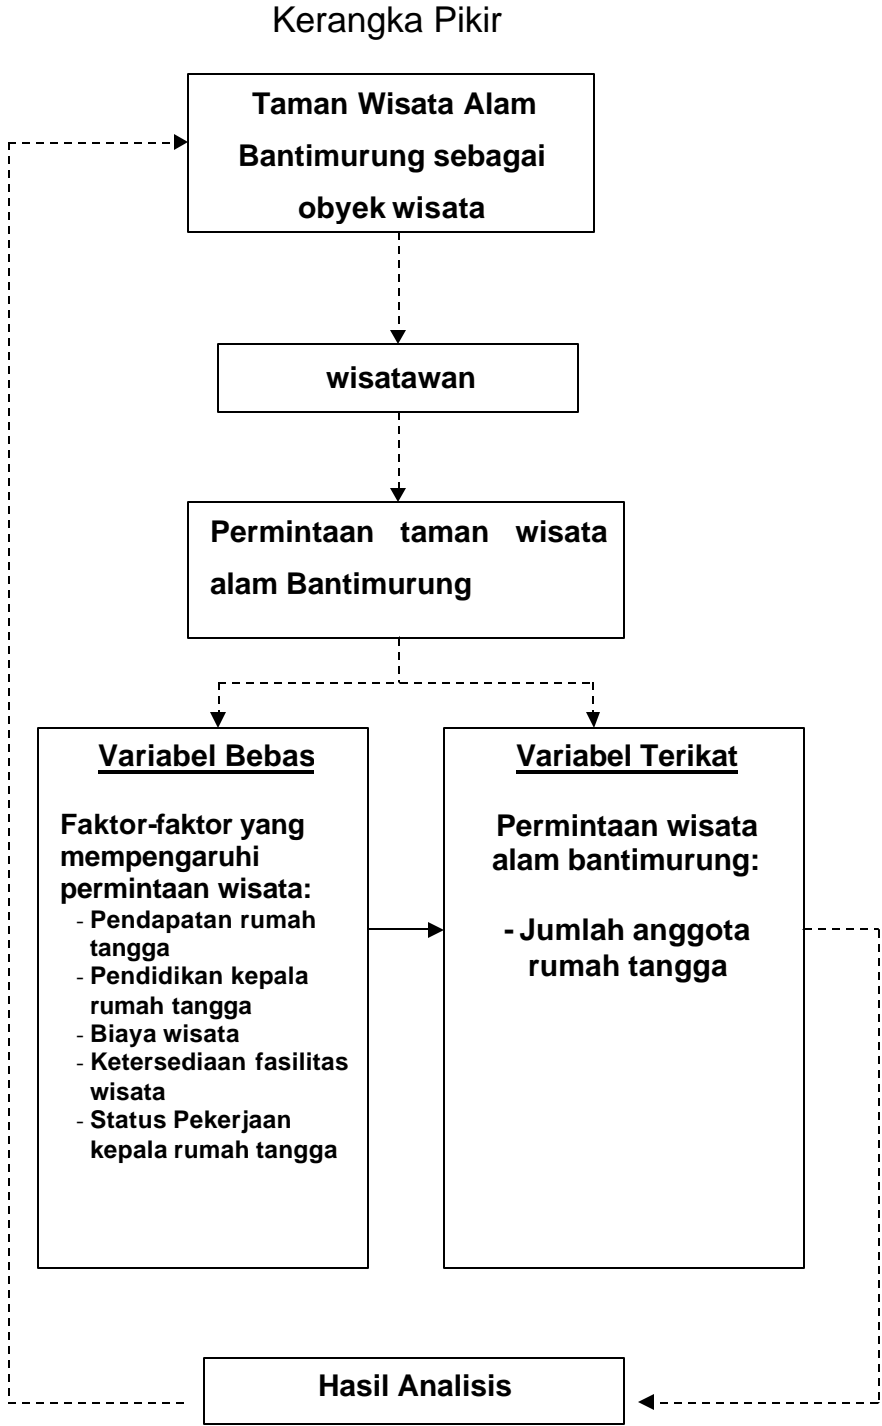 Kerangka Pikir
Taman Wisata Alam
Bantimurung sebagai
obyek wisata
wisatawan
Permintaan taman wisata
alam Bantimurung
Variabel Bebas
Faktor-faktor yang
mempengaruhi
permintaan wisata:
- Pendapatan rumah
tangga
- Pendidikan kepala
rumah tangga
- Biaya wisata
- Ketersediaan fasilitas
wisata
- Status Pekerjaan
kepala rumah tangga
Variabel Terikat
Permintaan wisata
alam bantimurung:
- Jumlah anggota
rumah tangga
Hasil Analisis